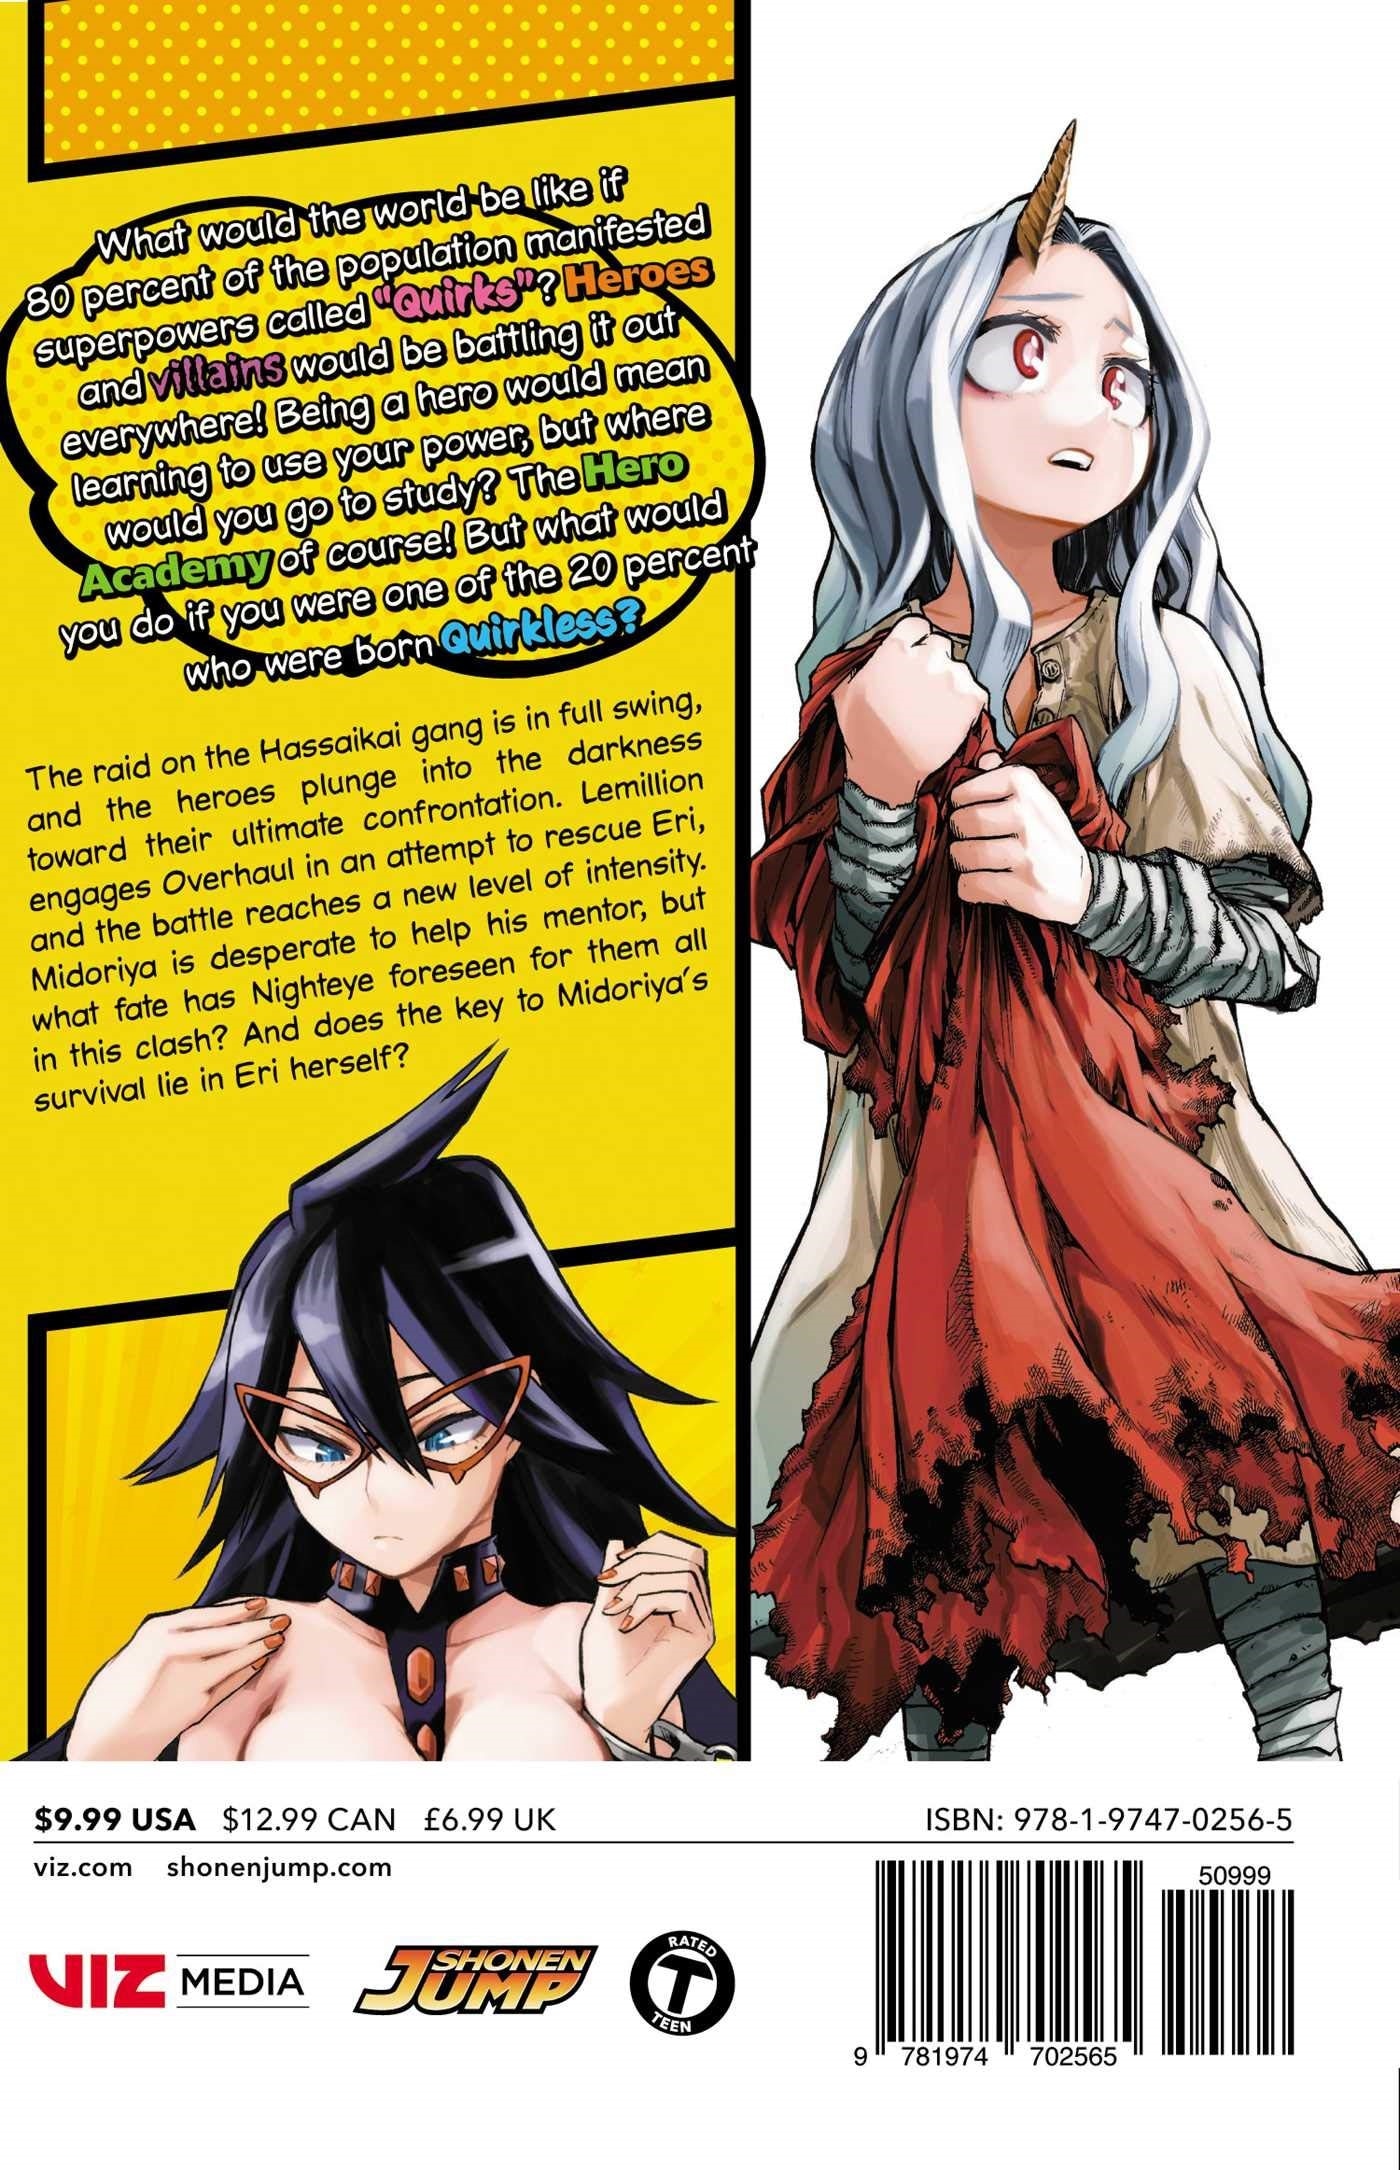 What would the world be like if
80 percent of the population manifested
superpowers called "Quirks"? Heroes
and villains would be battling it out
everywhere! Being a hero would mean
learning to use your power, but where
would you go to study? The Hero
Academy of course! But what would
you do if you were one of the 20 percent
who were born Quirkless?
The raid on the Hassaikai gang is in full swing,
and the heroes plunge into the darkness
toward their ultimate confrontation. Lemillion
engages Overhaul in an attempt to rescue Eri,
and the battle reaches a new level of intensity.
Midoriya is desperate to help his mentor, but
what fate has Nighteye foreseen for them all
in this clash? And does the key to Midoriya's
survival lie in Eri herself?
$9.99 USA $12.99 CAN £6.99 UK
ISBN: 978-1-9747-0256-5
viz.com shonenjump.com
50999
VIZ MEDIA
SHONEN
JUMP
RATED
T
TEEN
9 781974 702565